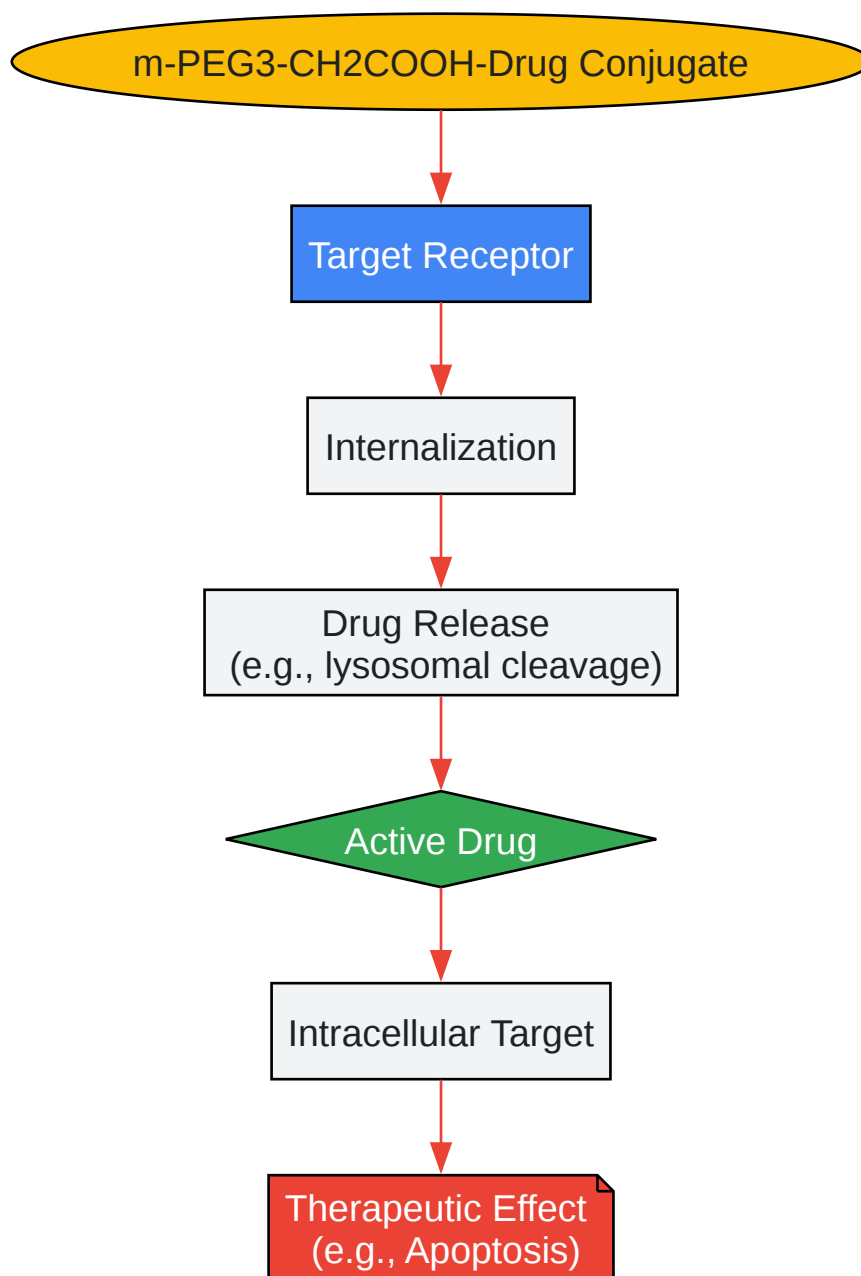 m-PEG3-CH2COOH-Drug Conjugate
Target Receptor
Internalization
Drug Release
(e.g., lysosomal cleavage)
Active Drug
Intracellular Target
Therapeutic Effect
(e.g., Apoptosis)